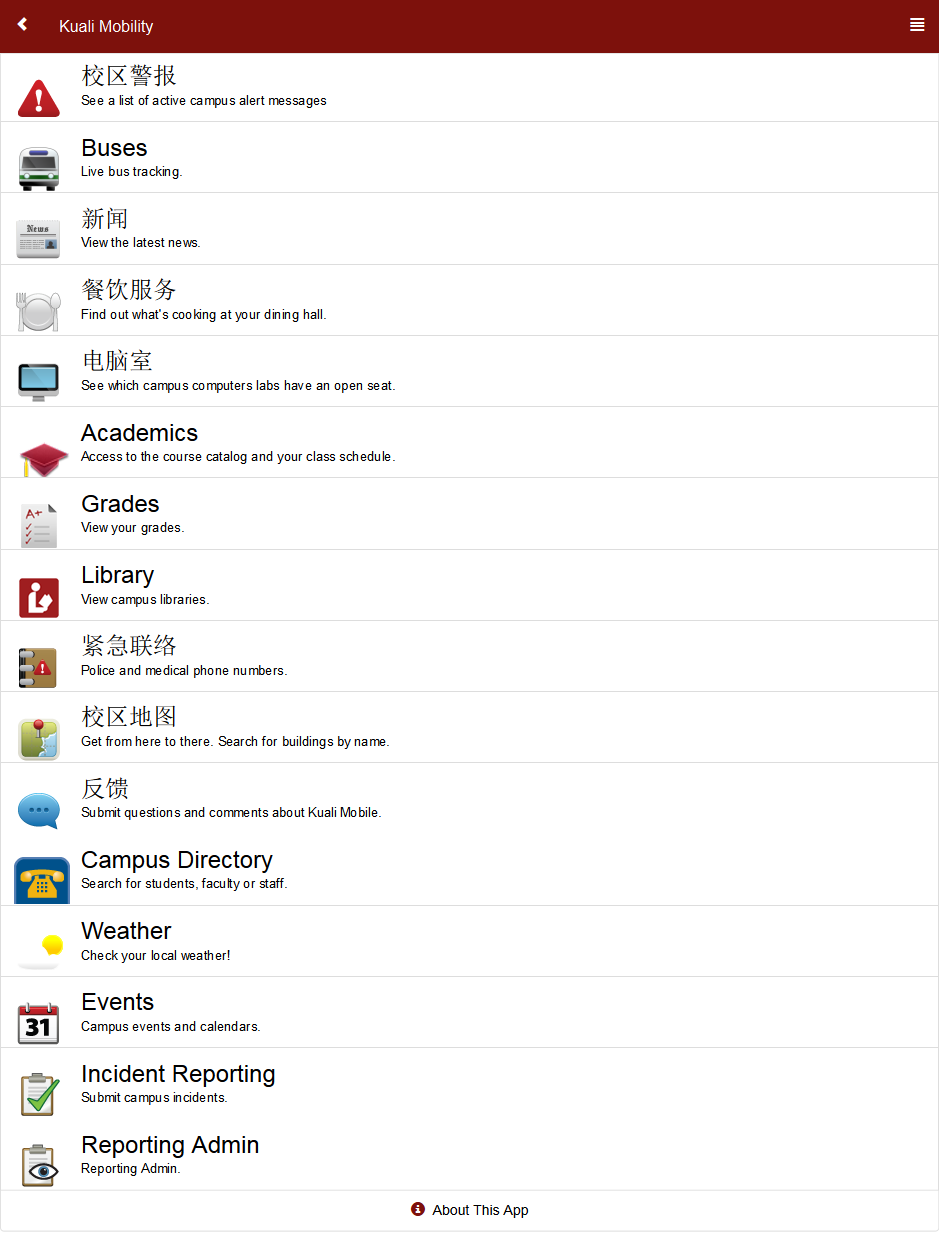 Kuali Mobility
校区警报
See a list of active campus alert messages
Buses
Live bus tracking.
News
新闻
View the latest news.
餐饮服务
Find out what's cooking at your dining hall.
电脑室
See which campus computers labs have an open seat.
Academics
Access to the course catalog and your class schedule.
A+
Grades
View your grades.
Library
View campus libraries.
紧急联络
Police and medical phone numbers.
校区地图
Get from here to there. Search for buildings by name.
反馈
Submit questions and comments about Kuali Mobile.
Campus Directory
Search for students, faculty or staff.
Weather
Check your local weather!
31
Events
Campus events and calendars.
Incident Reporting
Submit campus incidents.
Reporting Admin
Reporting Admin.
About This App